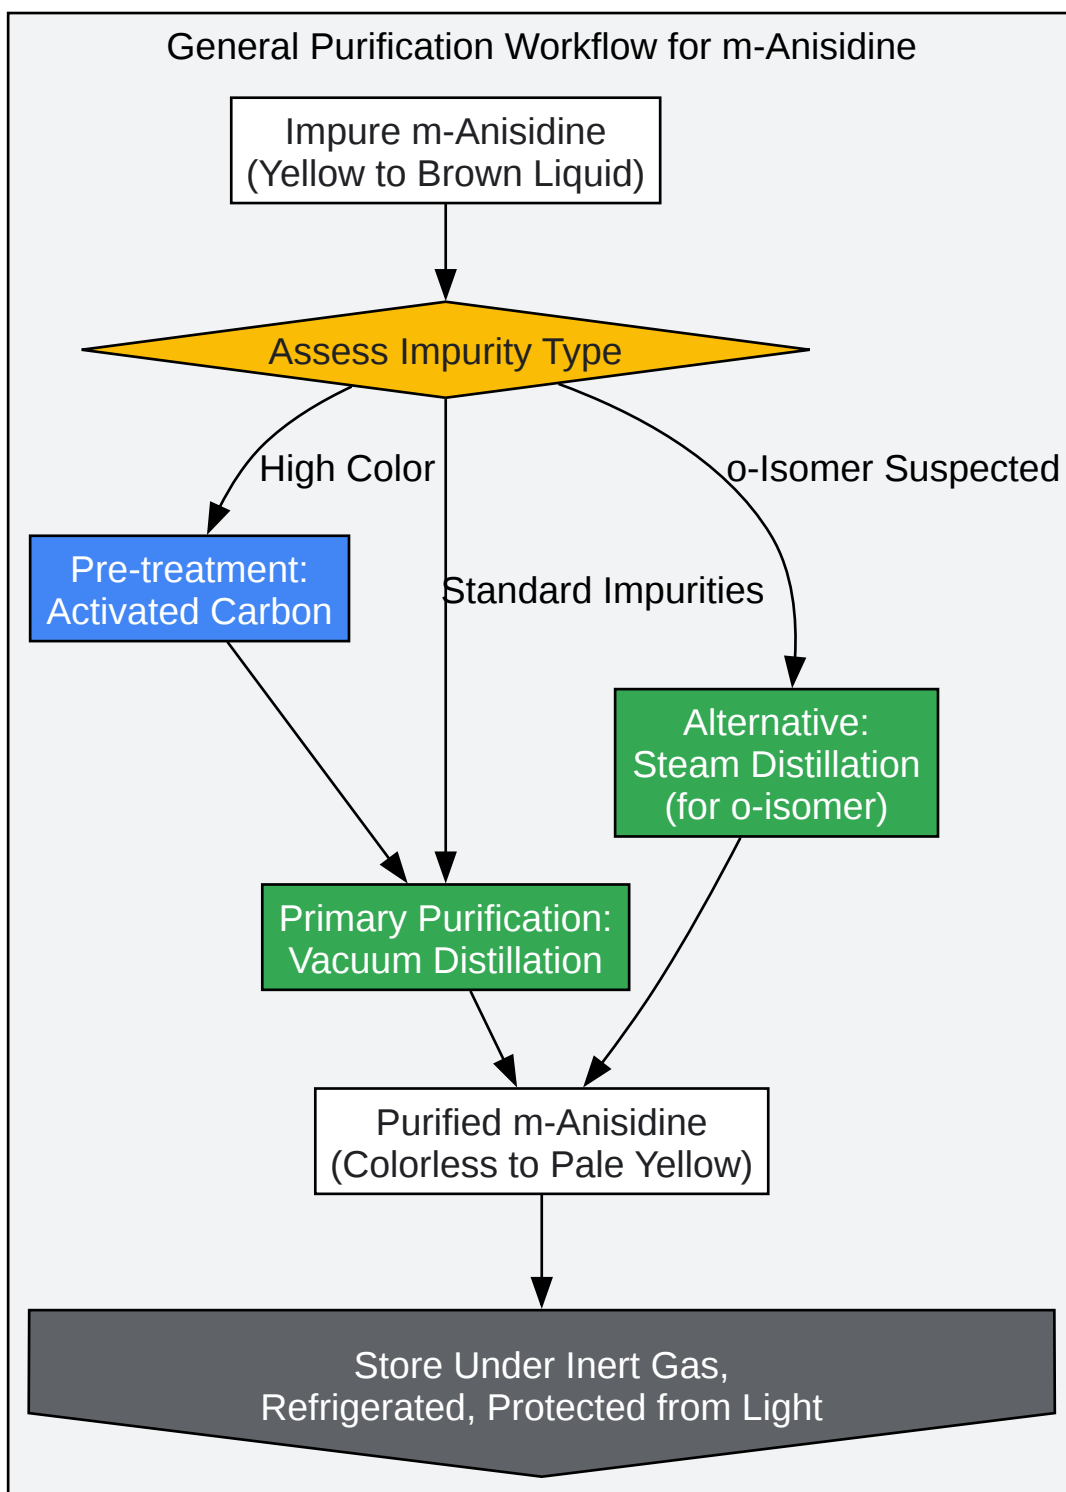 General Purification Workflow for m-Anisidine
Impure m-Anisidine
(Yellow to Brown Liquid)
Assess Impurity Type
High Color
o-Isomer Suspected
Pre-treatment:
Activated Carbon
Standard Impurities
Alternative:
Steam Distillation
(for o-isomer)
Primary Purification:
Vacuum Distillation
Purified m-Anisidine
(Colorless to Pale Yellow)
Store Under Inert Gas,
Refrigerated, Protected from Light